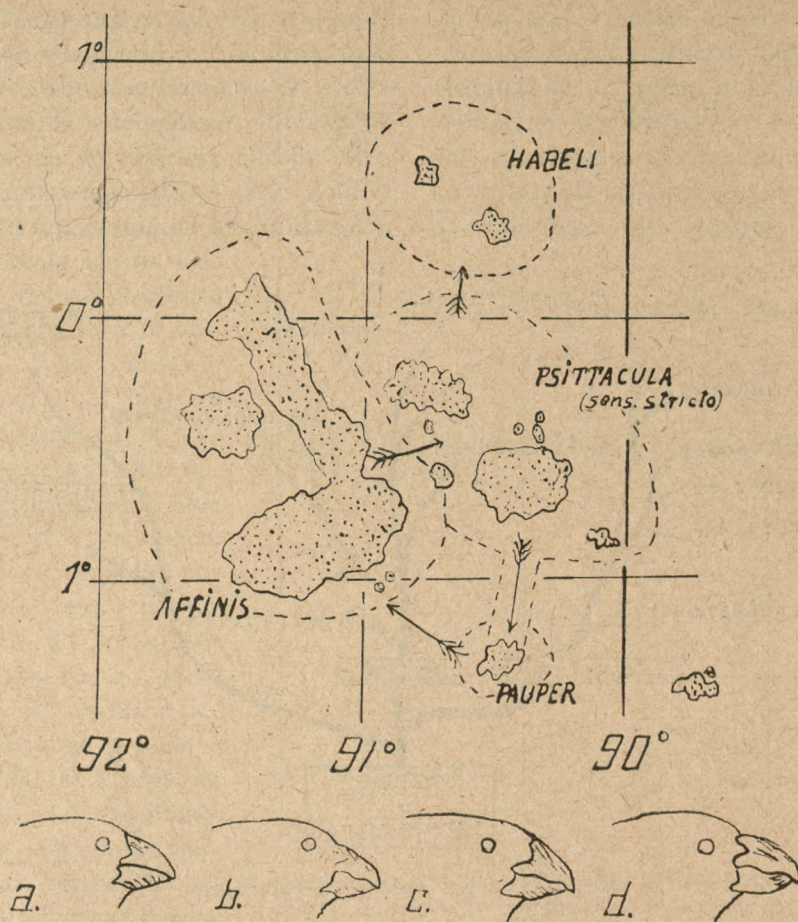 1°
HABELI
0°
PSITTACULA
(sens. stricto)
1°
AFFINIS
PAUPER
92° 91° 90°
a. b. c. d.